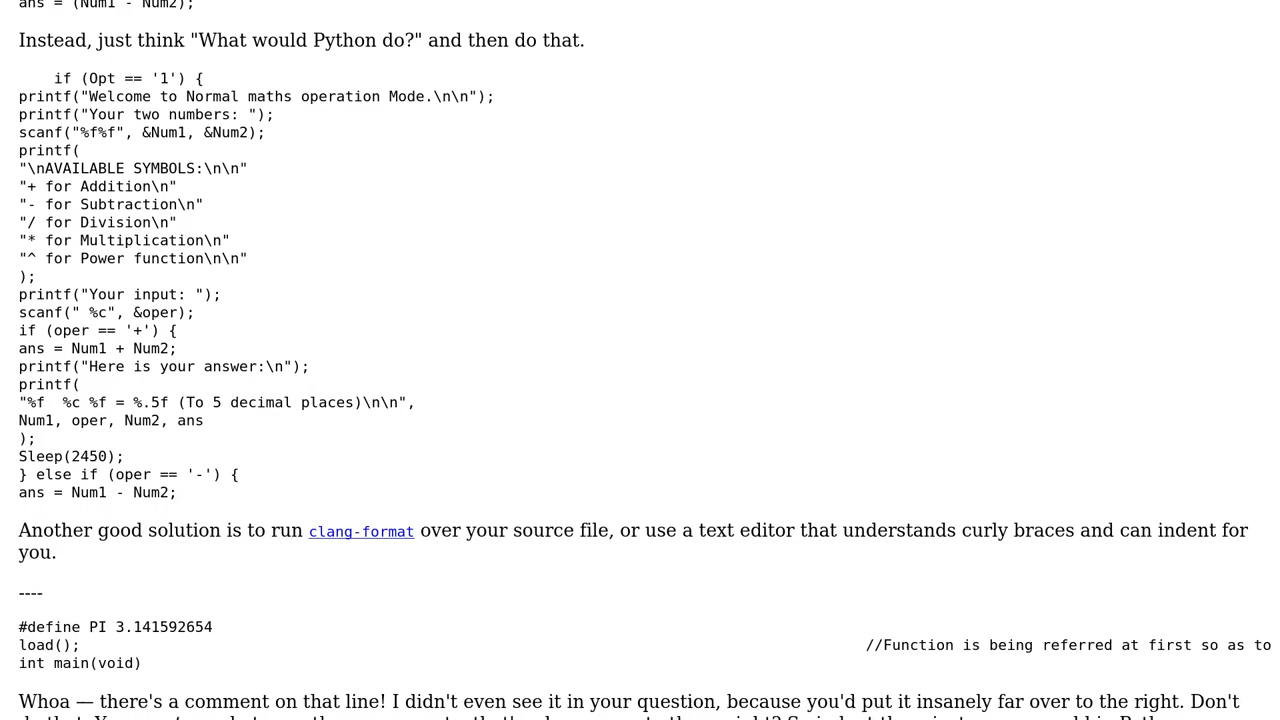 ans = (Num1 - Num2);
Instead, just think "What would Python do?" and then do that.
    if (Opt == '1') {
printf("Welcome to Normal maths operation Mode.\n\n");
printf("Your two numbers: ");
scanf("%f%f", &Num1, &Num2);
printf(
"\nAVAILABLE SYMBOLS:\n\n"
"+ for Addition\n"
"- for Subtraction\n"
"/ for Division\n"
"* for Multiplication\n"
"^ for Power function\n\n"
);
printf("Your input: ");
scanf(" %c", &oper);
if (oper == '+') {
ans = Num1 + Num2;
printf("Here is your answer:\n");
printf(
"%f  %c %f = %.5f (To 5 decimal places)\n\n",
Num1, oper, Num2, ans
);
Sleep(2450);
} else if (oper == '-') {
ans = Num1 - Num2;
Another good solution is to run clang-format over your source file, or use a text editor that understands curly braces and can indent for
you.
----
#define PI 3.141592654
load(); //Function is being referred at first so as to
int main(void)
Whoa — there's a comment on that line! I didn't even see it in your question, because you'd put it insanely far over to the right. Don't